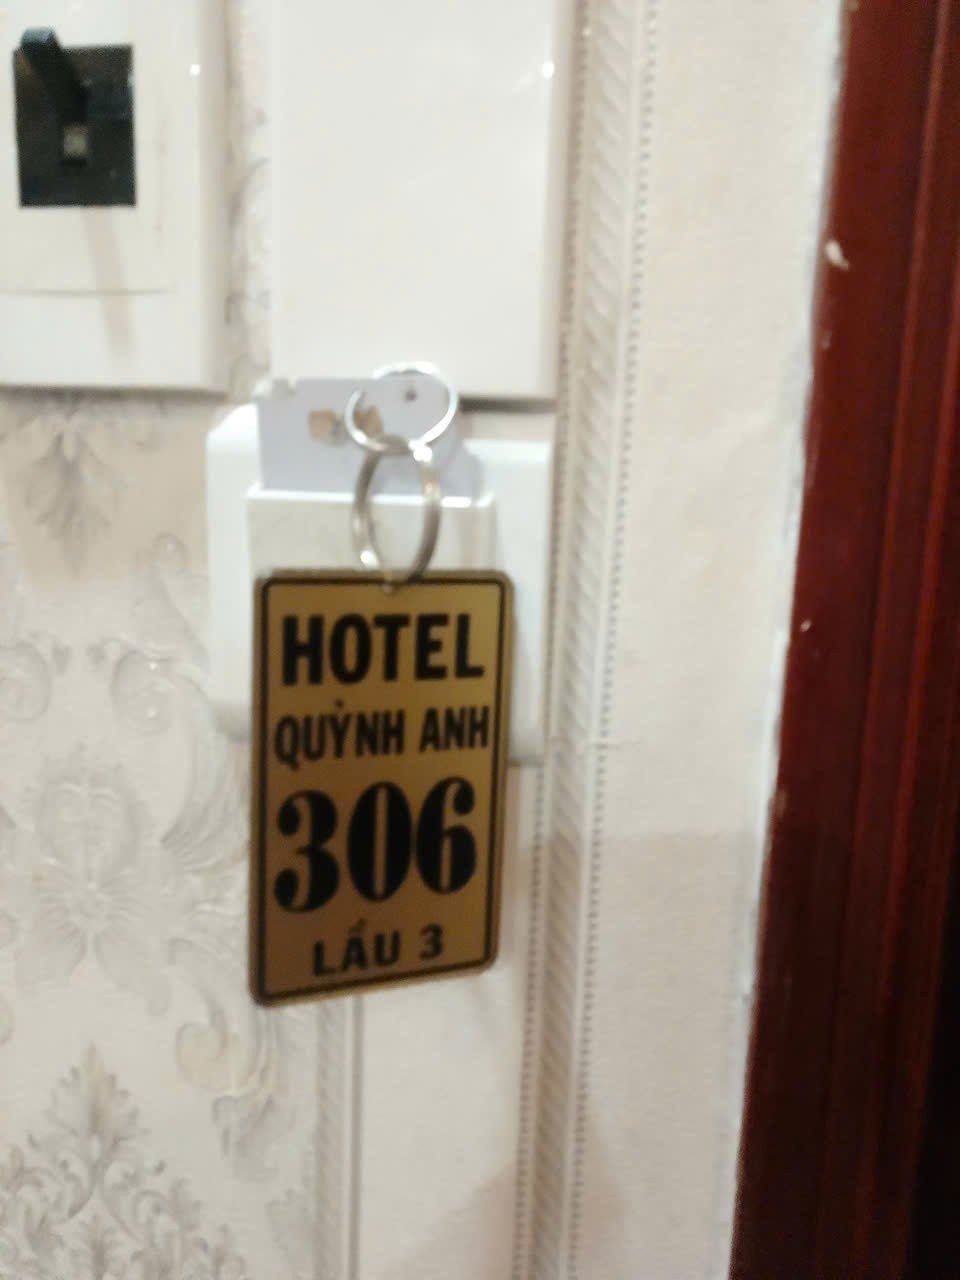 HOTEL
QUỲNH ANH
306
LẦU 3